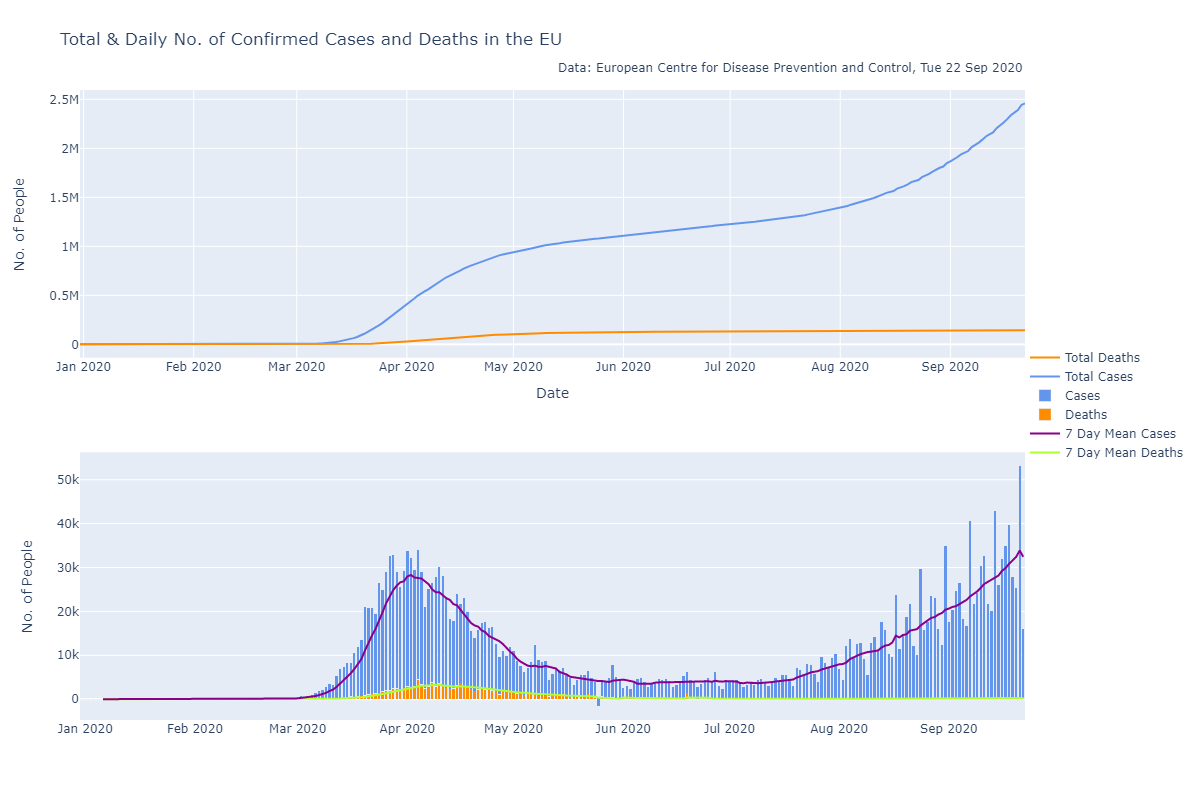 Total & Daily No. of Confirmed Cases and Deaths in the EU
Data: European Centre for Disease Prevention and Control, Tue 22 Sep 2020
No. of People
2.5M
2M
1.5M
1M
0.5M
0
Jan 2020 Feb 2020 Mar 2020 Apr 2020 May 2020 Jun 2020 Jul 2020 Aug 2020 Sep 2020
Date
Total Deaths
Total Cases
Cases
Deaths
7 Day Mean Cases
7 Day Mean Deaths
No. of People
50k
40k
30k
20k
10k
0
Jan 2020 Feb 2020 Mar 2020 Apr 2020 May 2020 Jun 2020 Jul 2020 Aug 2020 Sep 2020